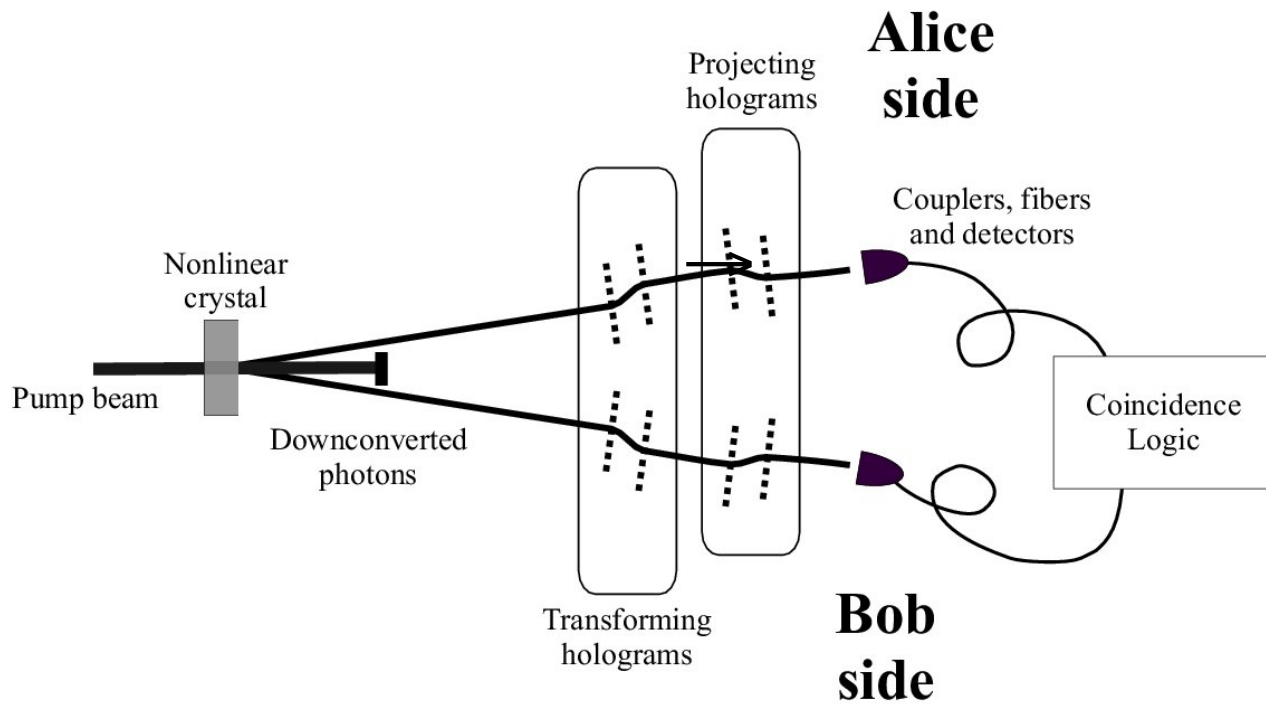 Alice
side
Projecting
holograms
Couplers, fibers
and detectors
Nonlinear
crystal
Pump beam
Downconverted
photons
Coincidence
Logic
Transforming
holograms
Bob
side